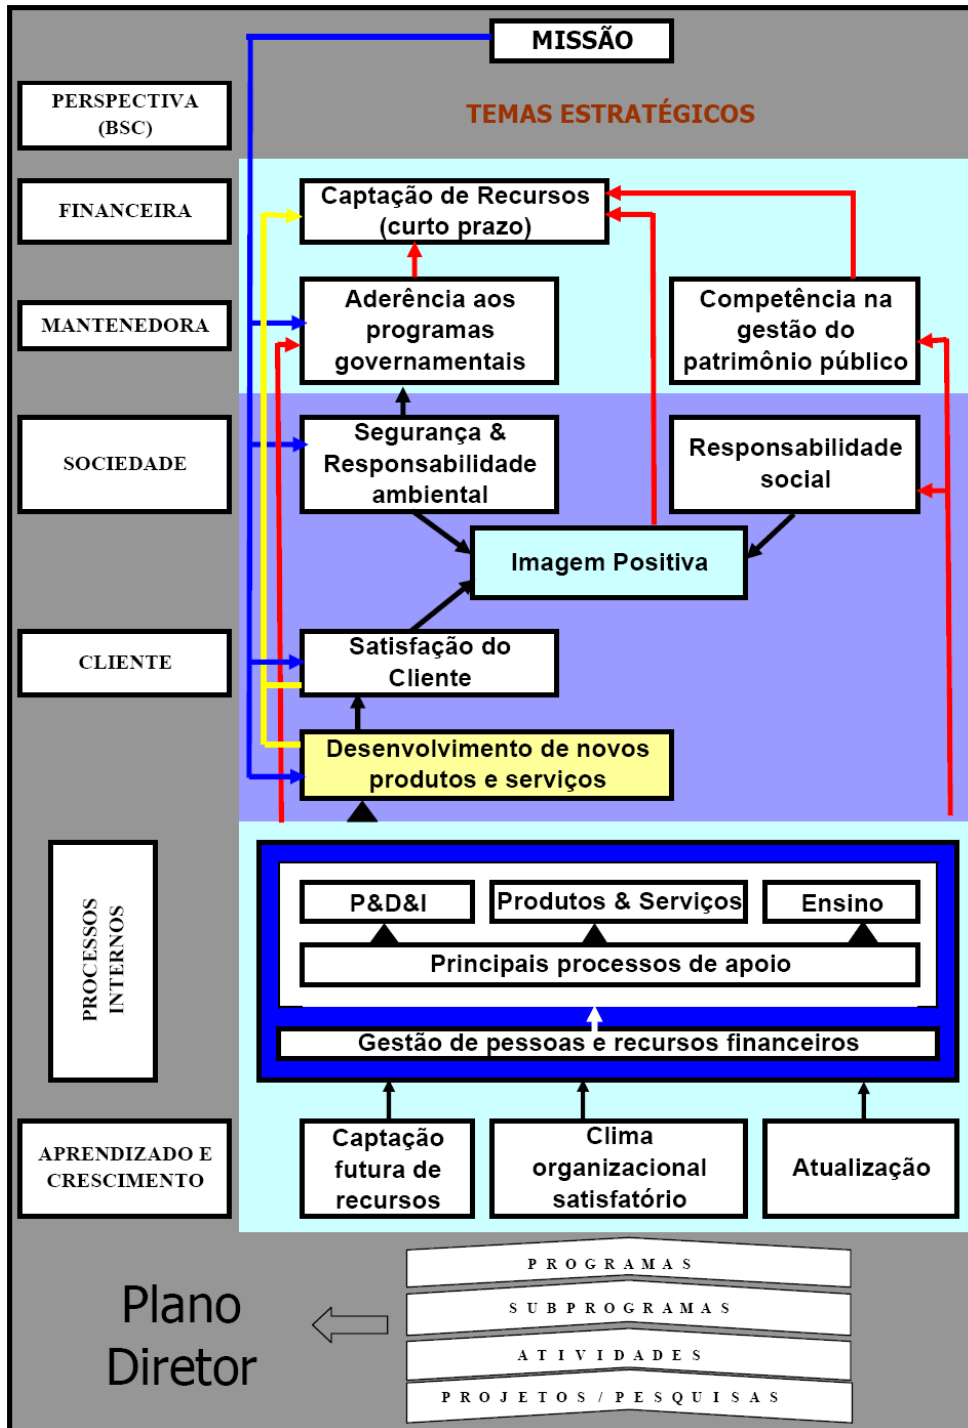 MISSÃO
PERSPECTIVA
(BSC)
TEMAS ESTRATÉGICOS
FINANCEIRA
Captação de Recursos
(curto prazo)
MANTENEDORA
Aderência aos
programas
governamentais
Competência na
gestão do
patrimônio público
SOCIEDADE
Segurança &
Responsabilidade
ambiental
Responsabilidade
social
Imagem Positiva
CLIENTE
Satisfação do
Cliente
Desenvolvimento de novos
produtos e serviços
PROCESSOS
INTERNOS
P&D&I
Produtos & Serviços
Ensino
Principais processos de apoio
Gestão de pessoas e recursos financeiros
APRENDIZADO E
CRESCIMENTO
Captação
futura de
recursos
Clima
organizacional
satisfatório
Atualização
Plano
Diretor
PROGRAMAS
SUBPROGRAMAS
ATIVIDADES
PROJETOS/PESQUISAS